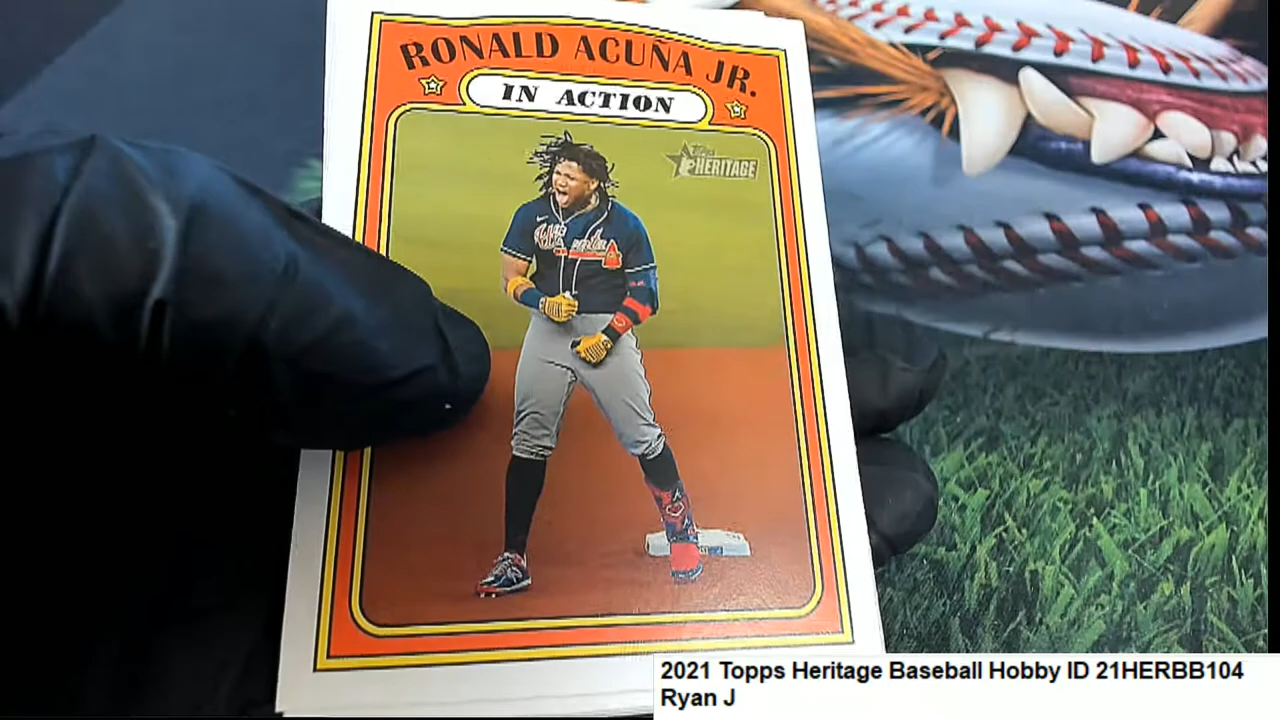 RONALD ACUÑA JR.
IN ACTION
Topps
HERITAGE
2021 Topps Heritage Baseball Hobby ID 21HERBB104
Ryan J